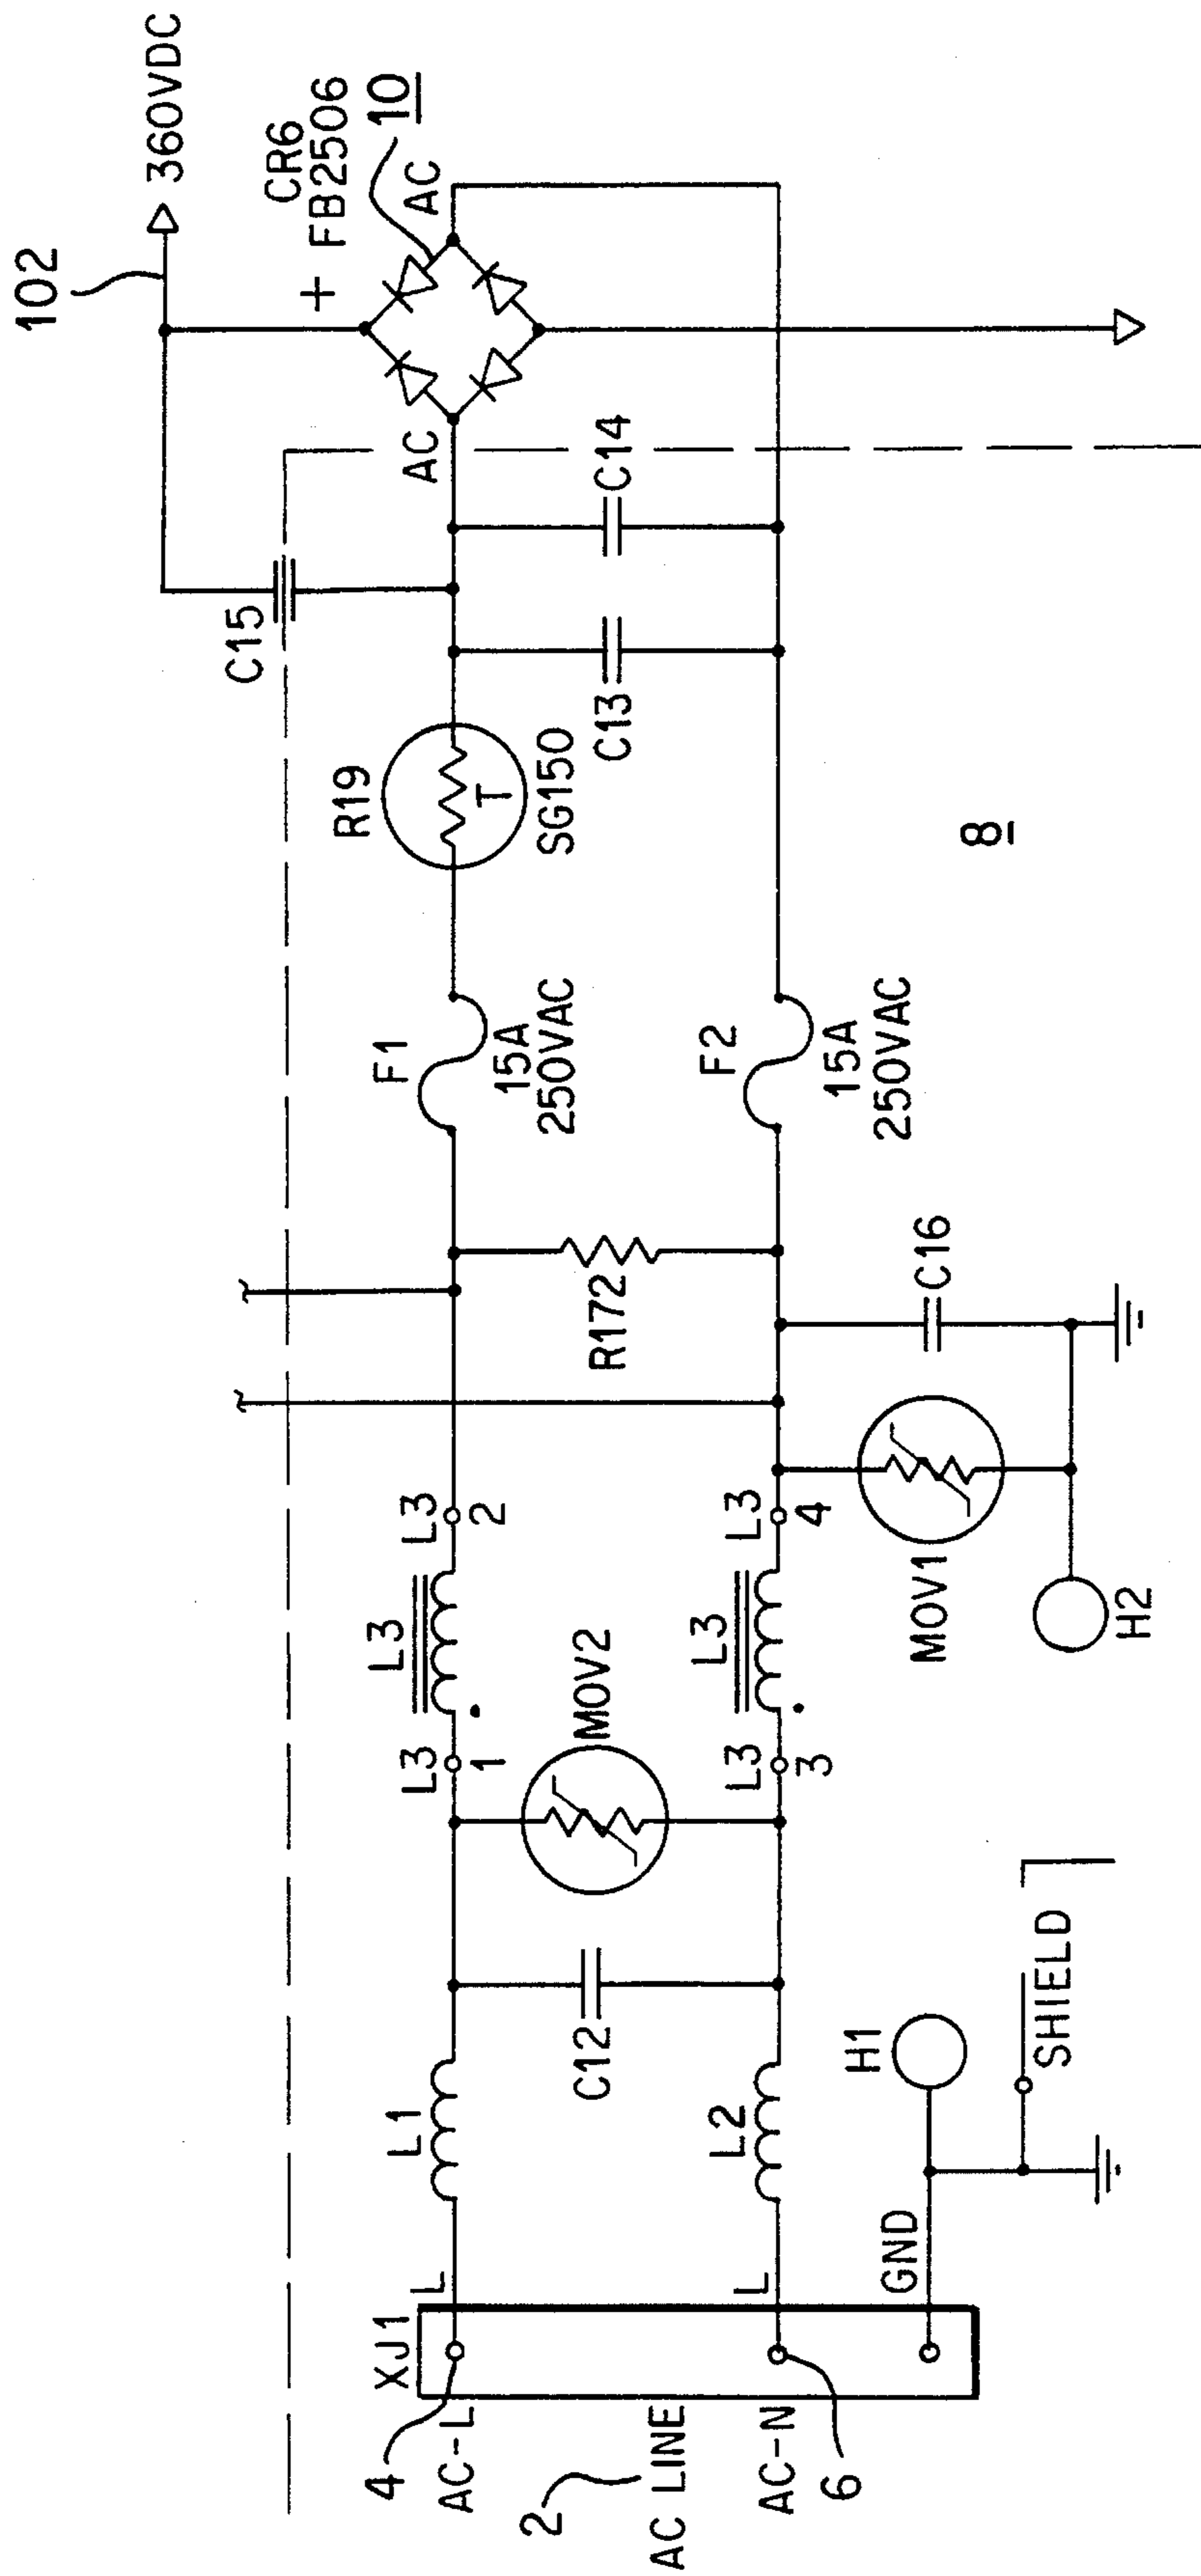 102
360VDC
CR6
FB2506
10
+
AC
AC
C15
C14
C13
R19
T
SG150
8
F1
15A
250VAC
F2
15A
250VAC
R172
C16
L3
2
L3
L3
1
L3
4
L3
L3
3
MOV2
MOV1
H2
C12
L1
L2
H1
SHIELD
GND
L
L
XJ1
4
AC-L
2
AC LINE
AC-N
6